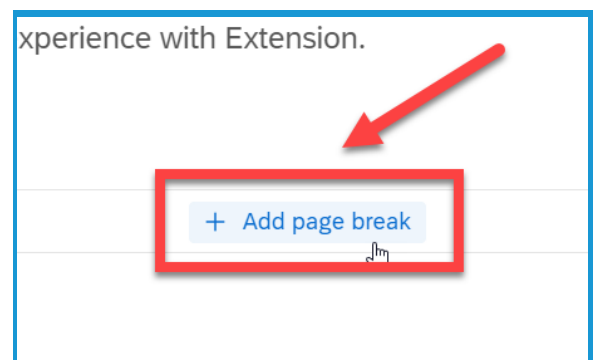 xperience with Extension.
+ Add page break